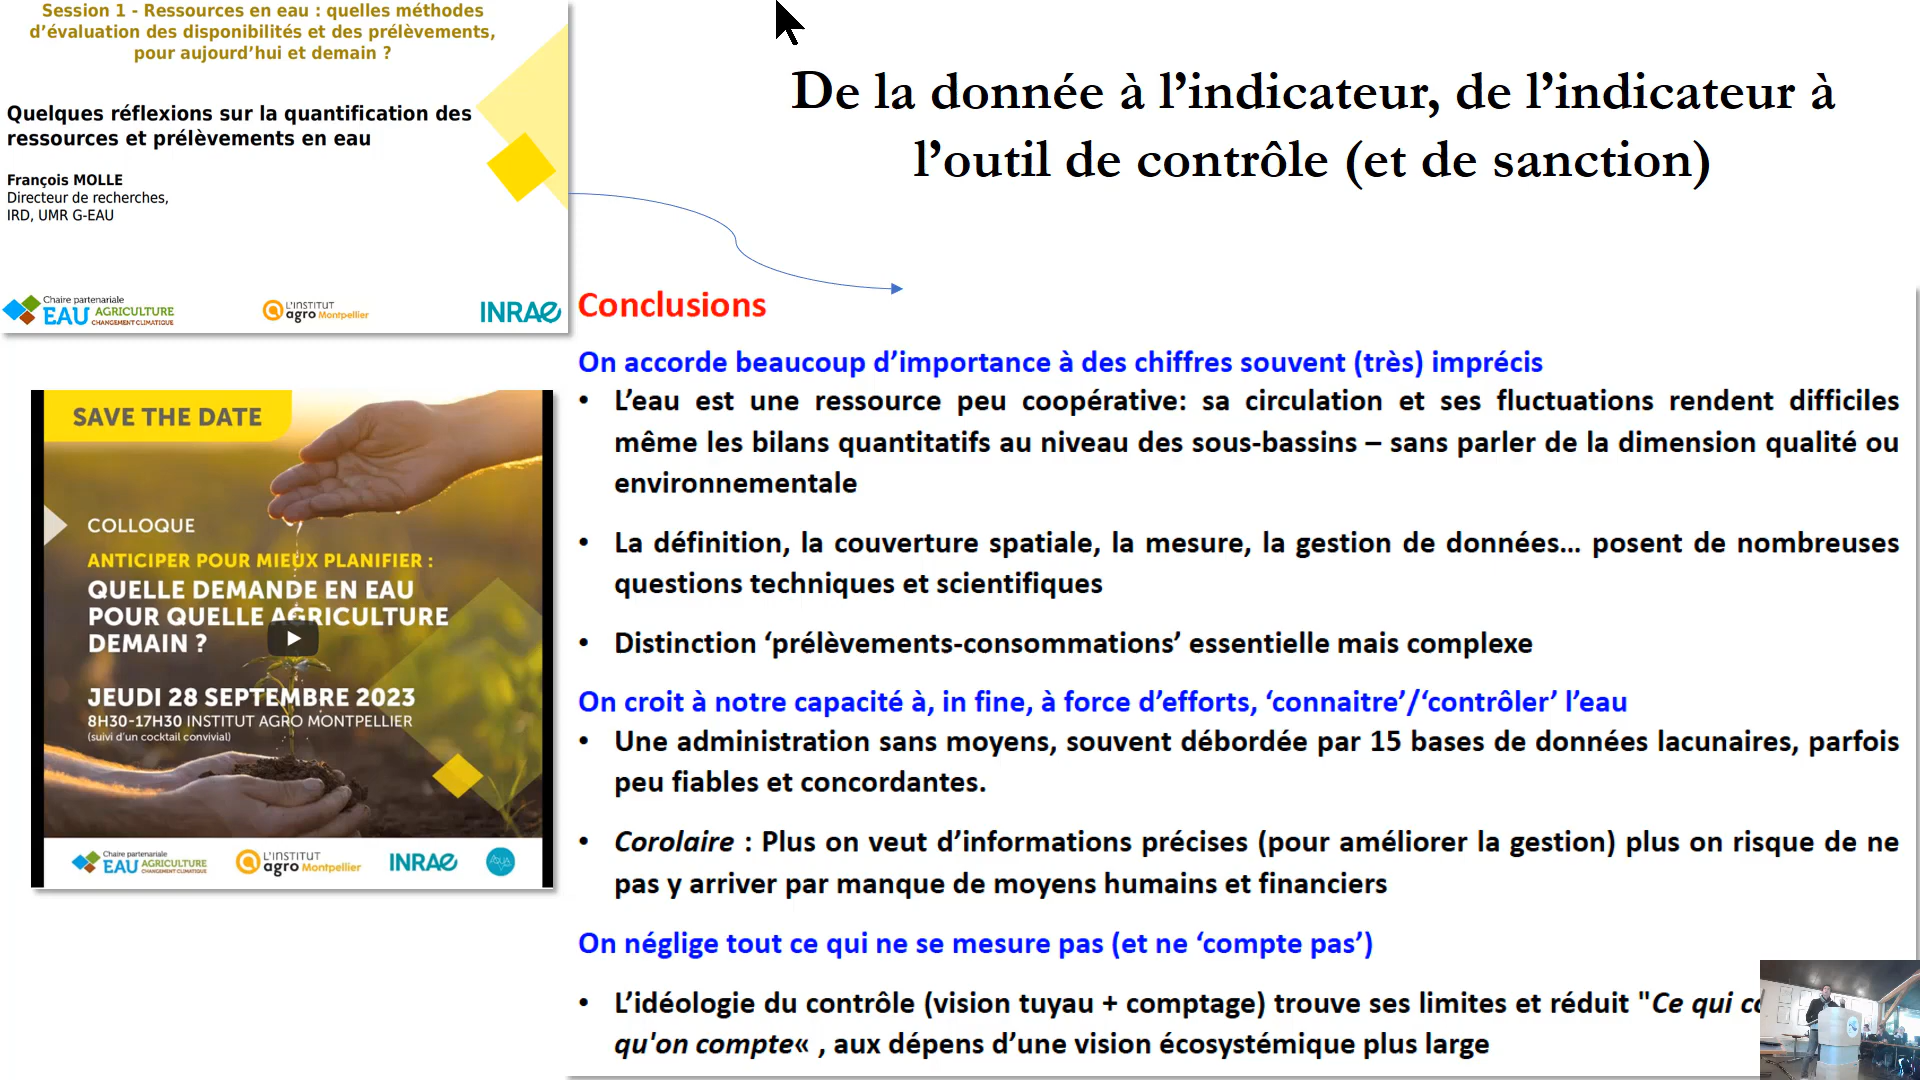 Session 1 - Ressources en eau : quelles méthodes
d'évaluation des disponibilités et des prélèvements,
pour aujourd'hui et demain ?
Quelques réflexions sur la quantification des
ressources et prélèvements en eau
François MOLLE
Directeur de recherches,
IRD, UMR G-EAU
Chaire partenariale
EAU AGRICULTURE
CHANGEMENT CLIMATIQUE
L'INSTITUT
agro Montpellier
INRAE
De la donnée à l'indicateur, de l'indicateur à
l'outil de contrôle (et de sanction)
SAVE THE DATE
COLLOQUE
ANTICIPER POUR MIEUX PLANIFIER :
QUELLE DEMANDE EN EAU
POUR QUELLE AGRICULTURE
DEMAIN ?
JEUDI 28 SEPTEMBRE 2023
8H30-17H30 INSTITUT AGRO MONTPELLIER
(suivi d'un cocktail convivial)
Chaire partenariale
EAU AGRICULTURE
CHANGEMENT CLIMATIQUE
L'INSTITUT
agro Montpellier
INRAE
Conclusions
On accorde beaucoup d'importance à des chiffres souvent (très) imprécis
• L'eau est une ressource peu coopérative: sa circulation et ses fluctuations rendent difficiles
même les bilans quantitatifs au niveau des sous-bassins – sans parler de la dimension qualité ou
environnementale
• La définition, la couverture spatiale, la mesure, la gestion de données… posent de nombreuses
questions techniques et scientifiques
• Distinction 'prélèvements-consommations' essentielle mais complexe
On croit à notre capacité à, in fine, à force d'efforts, 'connaitre'/'contrôler' l'eau
• Une administration sans moyens, souvent débordée par 15 bases de données lacunaires, parfois
peu fiables et concordantes.
• Corolaire : Plus on veut d'informations précises (pour améliorer la gestion) plus on risque de ne
pas y arriver par manque de moyens humains et financiers
On néglige tout ce qui ne se mesure pas (et ne 'compte pas')
• L'idéologie du contrôle (vision tuyau + comptage) trouve ses limites et réduit "Ce qui
qu'on compte« , aux dépens d'une vision écosystémique plus large